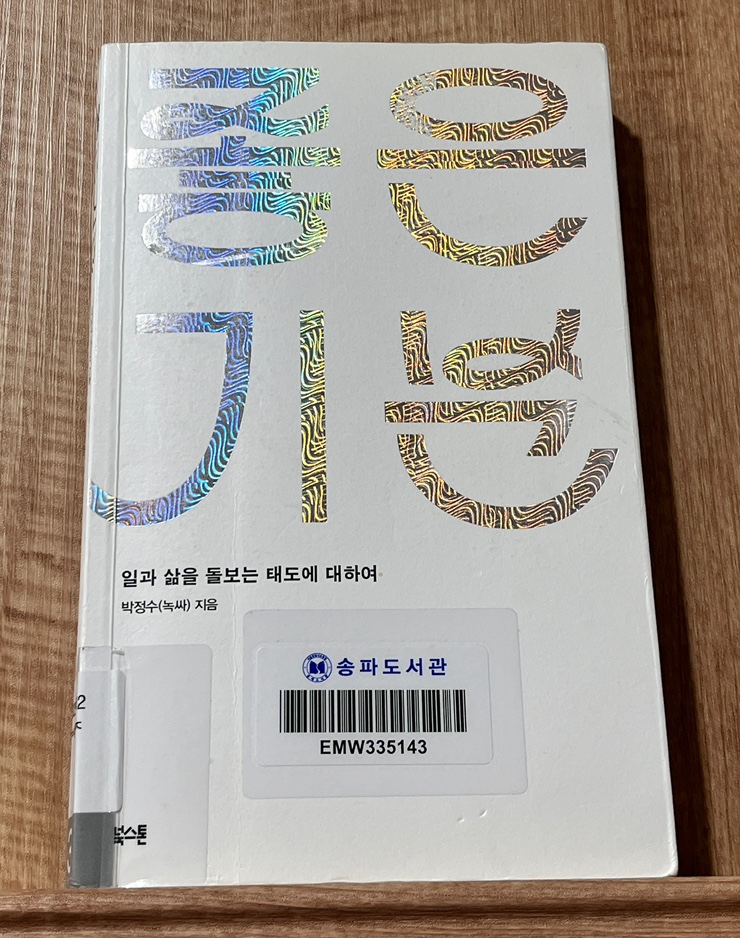 좋은
기분
일과 삶을 돌보는 태도에 대하여
박정수(녹싸) 지음
송파도서관
EMW335143
북스톤